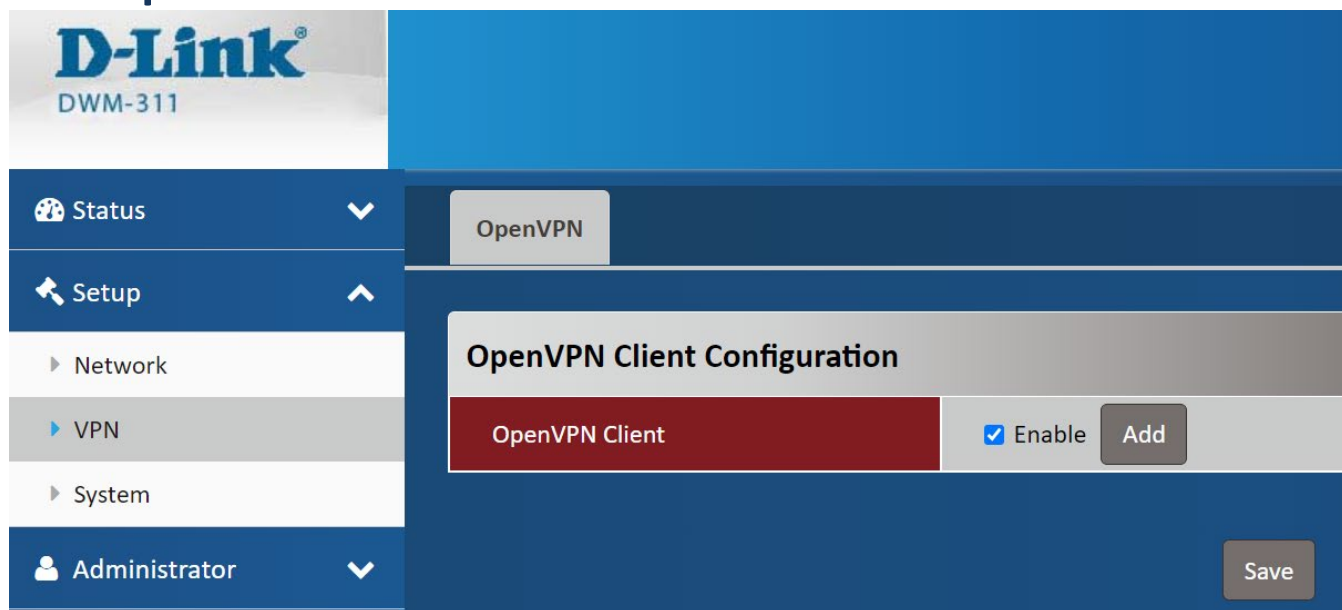 D-Link®
DWM-311
Status
OpenVPN
Setup
Network
OpenVPN Client Configuration
VPN
OpenVPN Client
Enable
Add
System
Administrator
Save